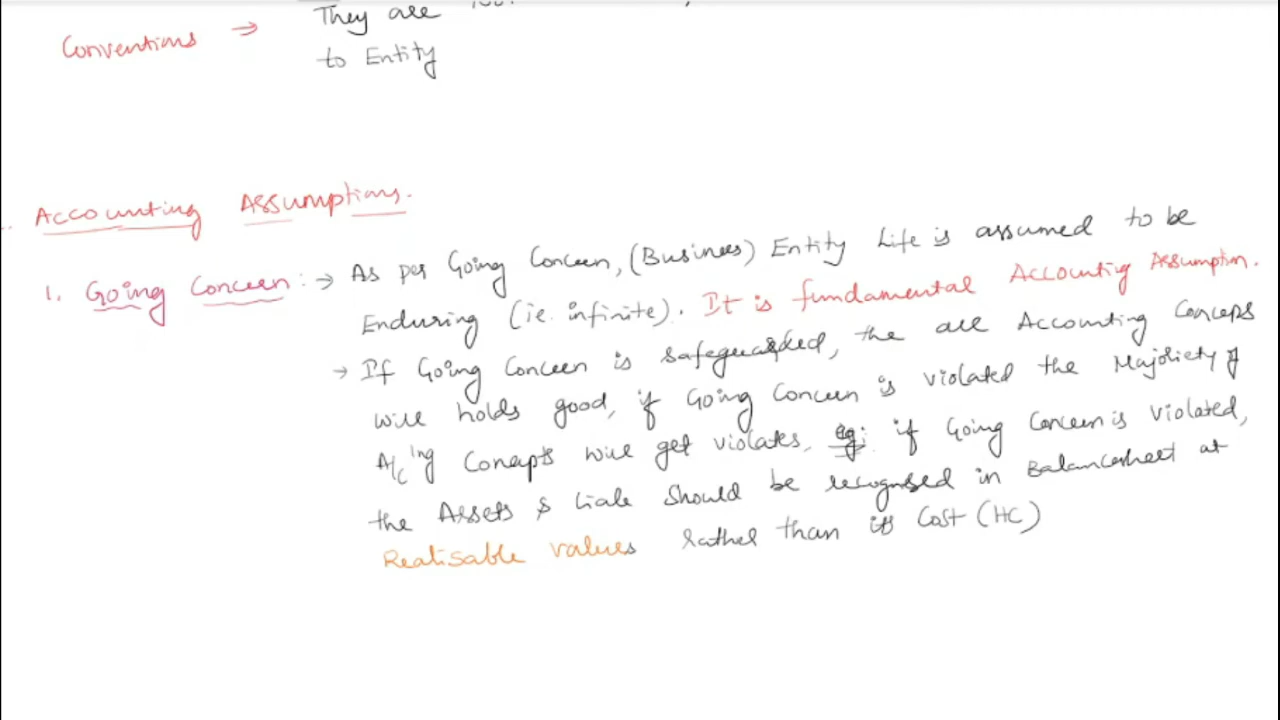 They are
Conventions ⇒
to Entity
Accounting Assumptions.
1. Going Concern : → As per Going Concern, (Business) Entity Life is assumed to be
Enduring (ie. infinite). It is fundamental Accounting Assumption.
→ If Going Concern is safeguarded, the all Accounting Concepts
will holds good, if Going Concern is violated the Majority of
A/c ing Concepts will get violates, eg: if Going Concern is violated,
the Assets & Liab should be recognised in Balancesheet at
Realisable values rather than its Cost (HC)